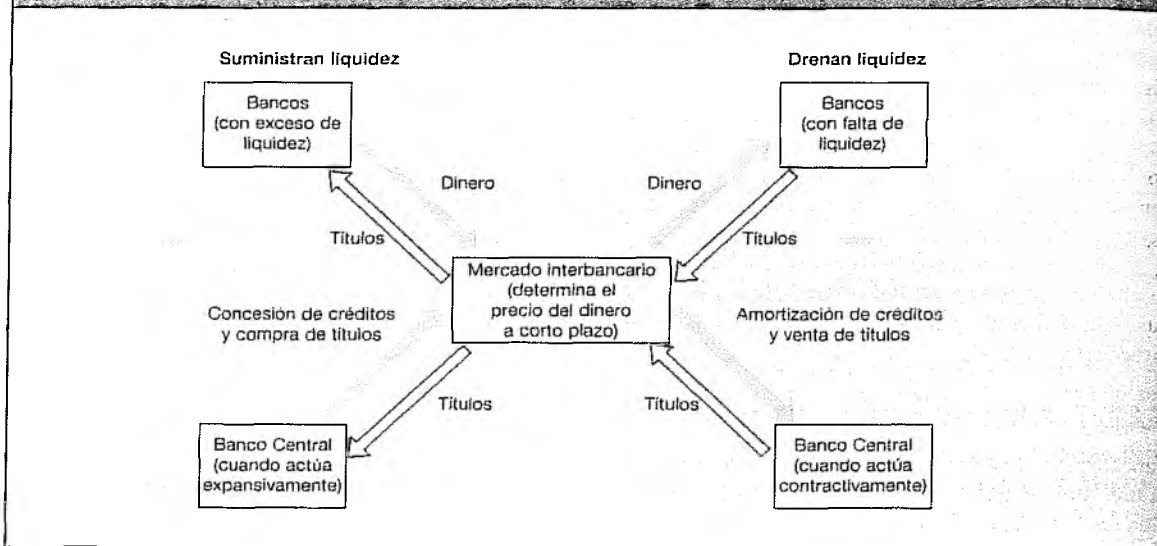 Suministran liquidez
Drenan liquidez
Bancos
(con exceso de
liquidez)
Bancos
(con falta de
liquidez)
Dinero
Dinero
Títulos
Títulos
Mercado interbancario
(determina el
precio del dinero
a corto plazo)
Concesión de créditos
y compra de títulos
Amortización de créditos
y venta de títulos
Títulos
Títulos
Banco Central
(cuando actúa
expansivamente)
Banco Central
(cuando actúa
contractivamente)